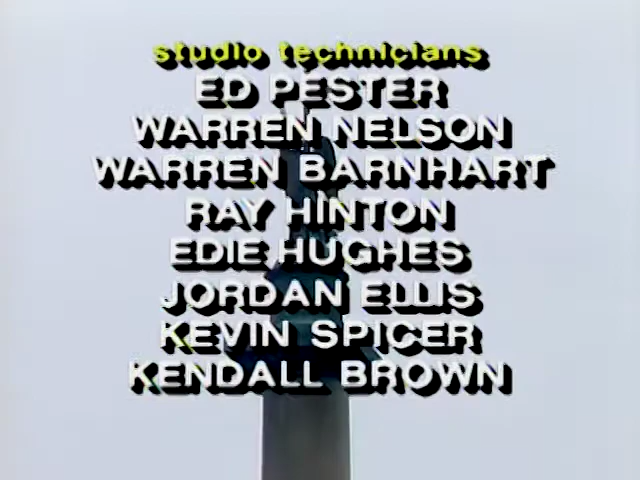 studio technicians
ED PESTER
WARREN NELSON
WARREN BARNHART
RAY HINTON
EDIE HUGHES
JORDAN ELLIS
KEVIN SPICER
KENDALL BROWN